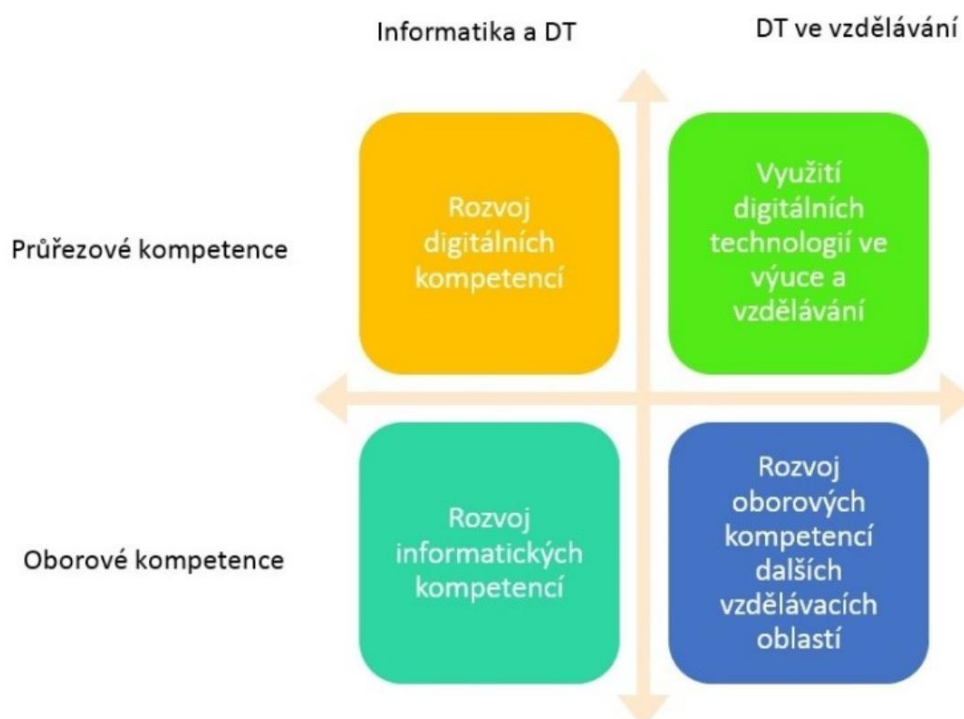 Informatika a DT
DT ve vzdělávání
Průřezové kompetence
Rozvoj
digitálních
kompetencí
Využití
digitálních
technologií ve
výuce a
vzdělávání
Oborové kompetence
Rozvoj
informatických
kompetencí
Rozvoj
oborových
kompetencí
dalších
vzdělávacích
oblastí